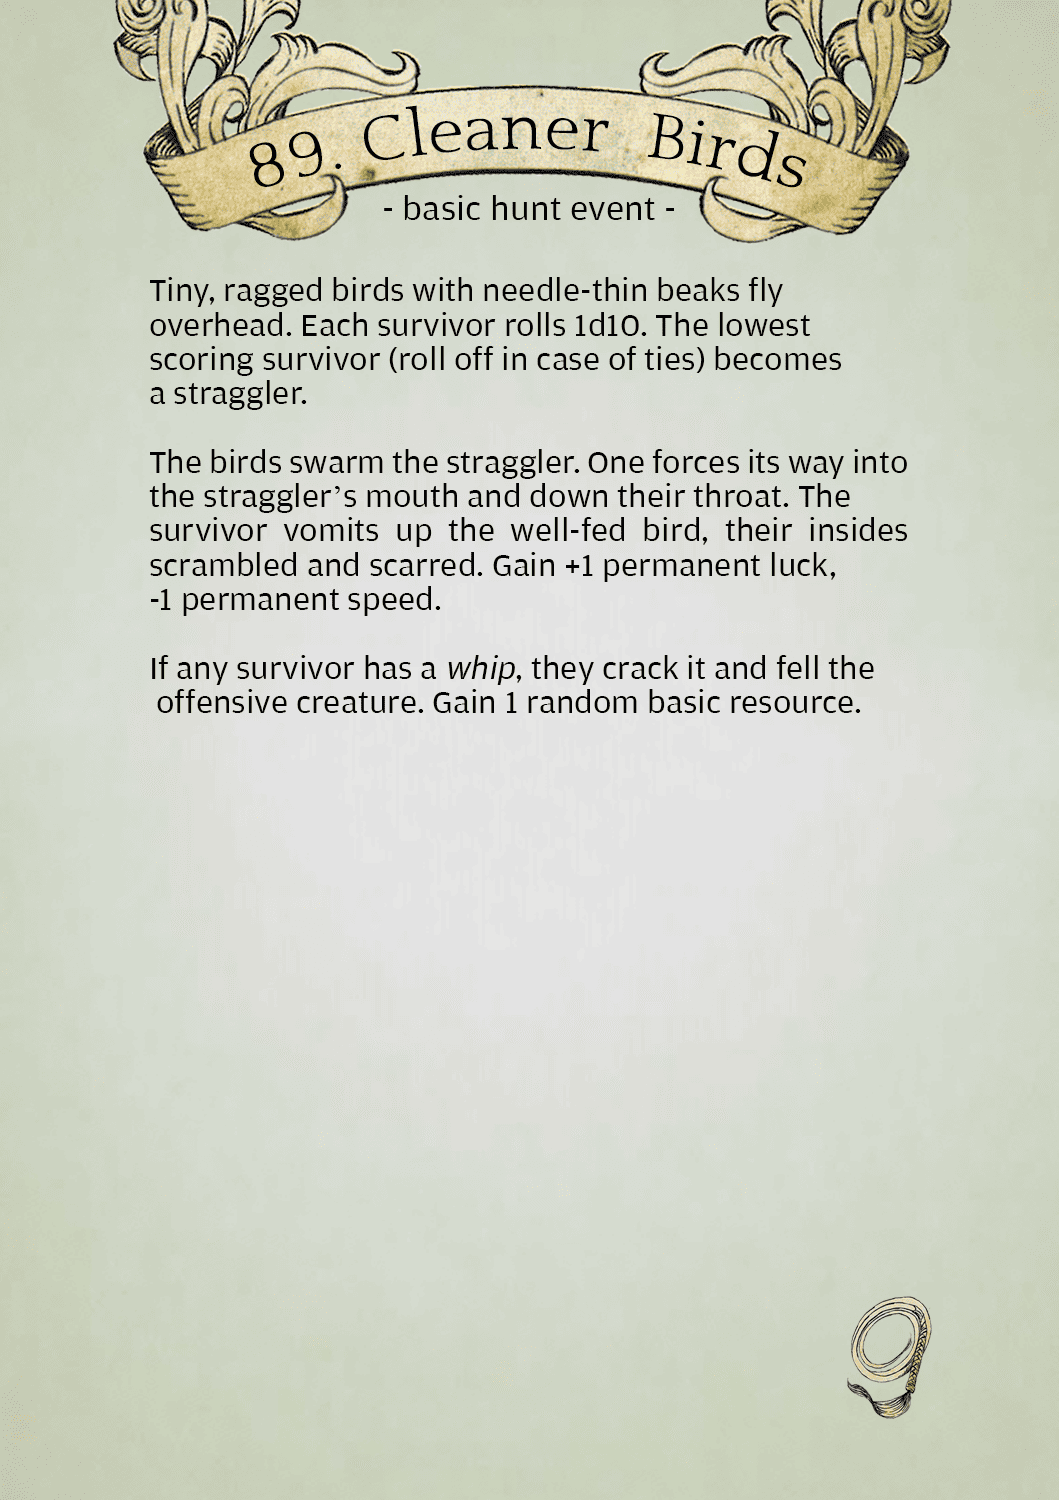 89. Cleaner Birds
- basic hunt event -
Tiny, ragged birds with needle-thin beaks fly
overhead. Each survivor rolls 1d10. The lowest
scoring survivor (roll off in case of ties) becomes
a straggler.
The birds swarm the straggler. One forces its way into
the straggler’s mouth and down their throat. The
survivor vomits up the well-fed bird, their insides
scrambled and scarred. Gain +1 permanent luck,
-1 permanent speed.
If any survivor has a whip, they crack it and fell the
offensive creature. Gain 1 random basic resource.